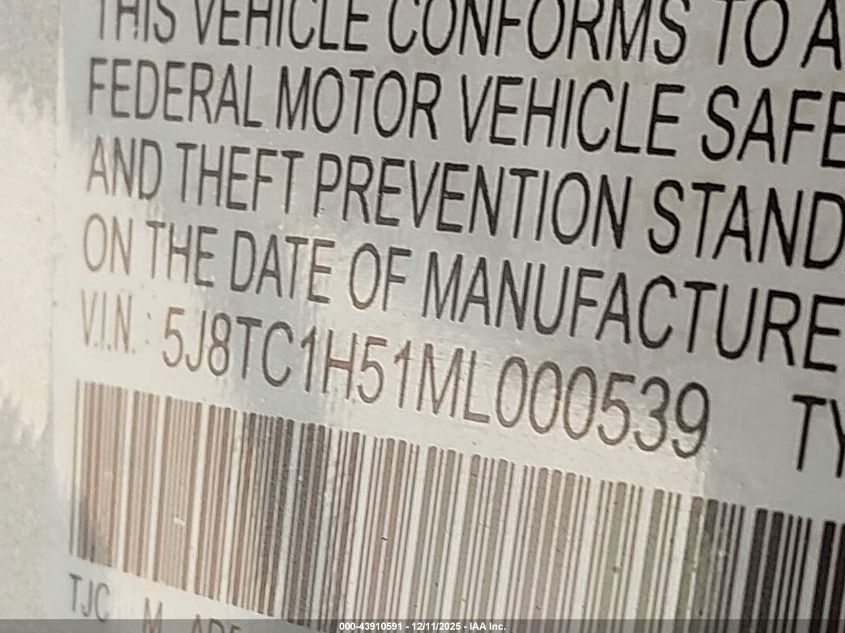 THIS VEHICLE CONFORMS TO A
FEDERAL MOTOR VEHICLE SAFE
AND THEFT PREVENTION STAND
ON THE DATE OF MANUFACTURE
V.I.N. : 5J8TC1H51ML000539 TY
TJC M ADE
000-43910591 - 12/11/2025 - IAA Inc.